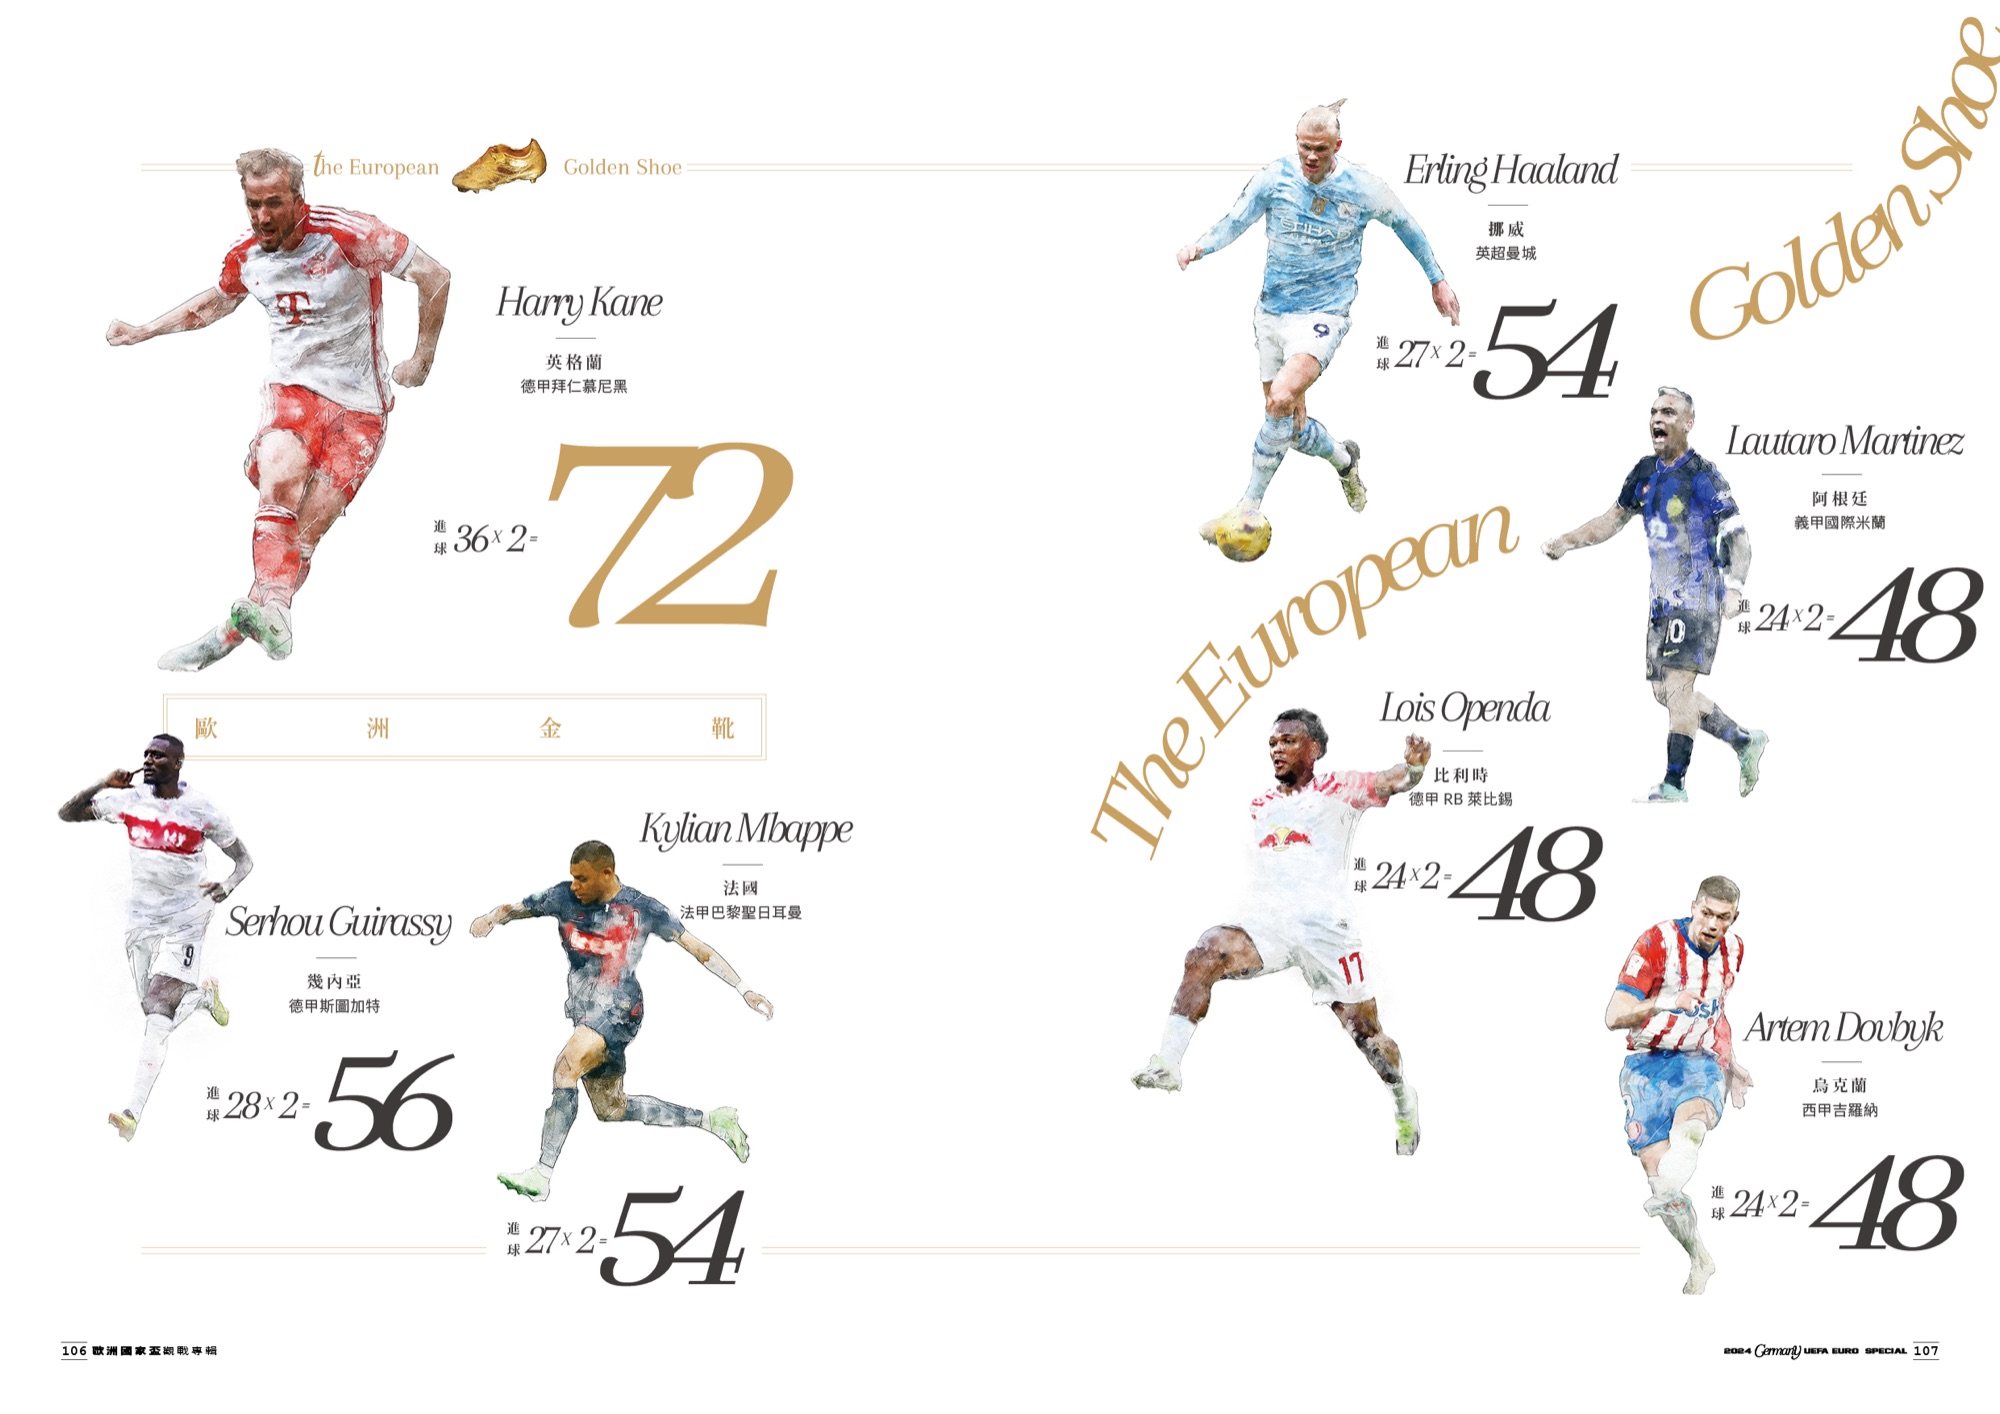 the European
Golden Shoe
Harry Kane
英格蘭
德甲拜仁慕尼黑
進球 36 x 2 = 72
歐洲金靴
Serhou Guirassy
幾內亞
德甲斯圖加特
進球 28 x 2 = 56
Kylian Mbappe
法國
法甲巴黎聖日耳曼
進球 27 x 2 = 54
106 歐洲國家盃觀戰專輯
The European Golden Shoe
Erling Haaland
挪威
英超曼城
進球 27 x 2 = 54
ETIHAD
9
Lautaro Martinez
阿根廷
義甲國際米蘭
進球 24 x 2 = 48
10
Lois Openda
比利時
德甲 RB 萊比錫
進球 24 x 2 = 48
17
Artem Dovbyk
烏克蘭
西甲吉羅納
進球 24 x 2 = 48
T
9
2024 Germany UEFA EURO SPECIAL 107